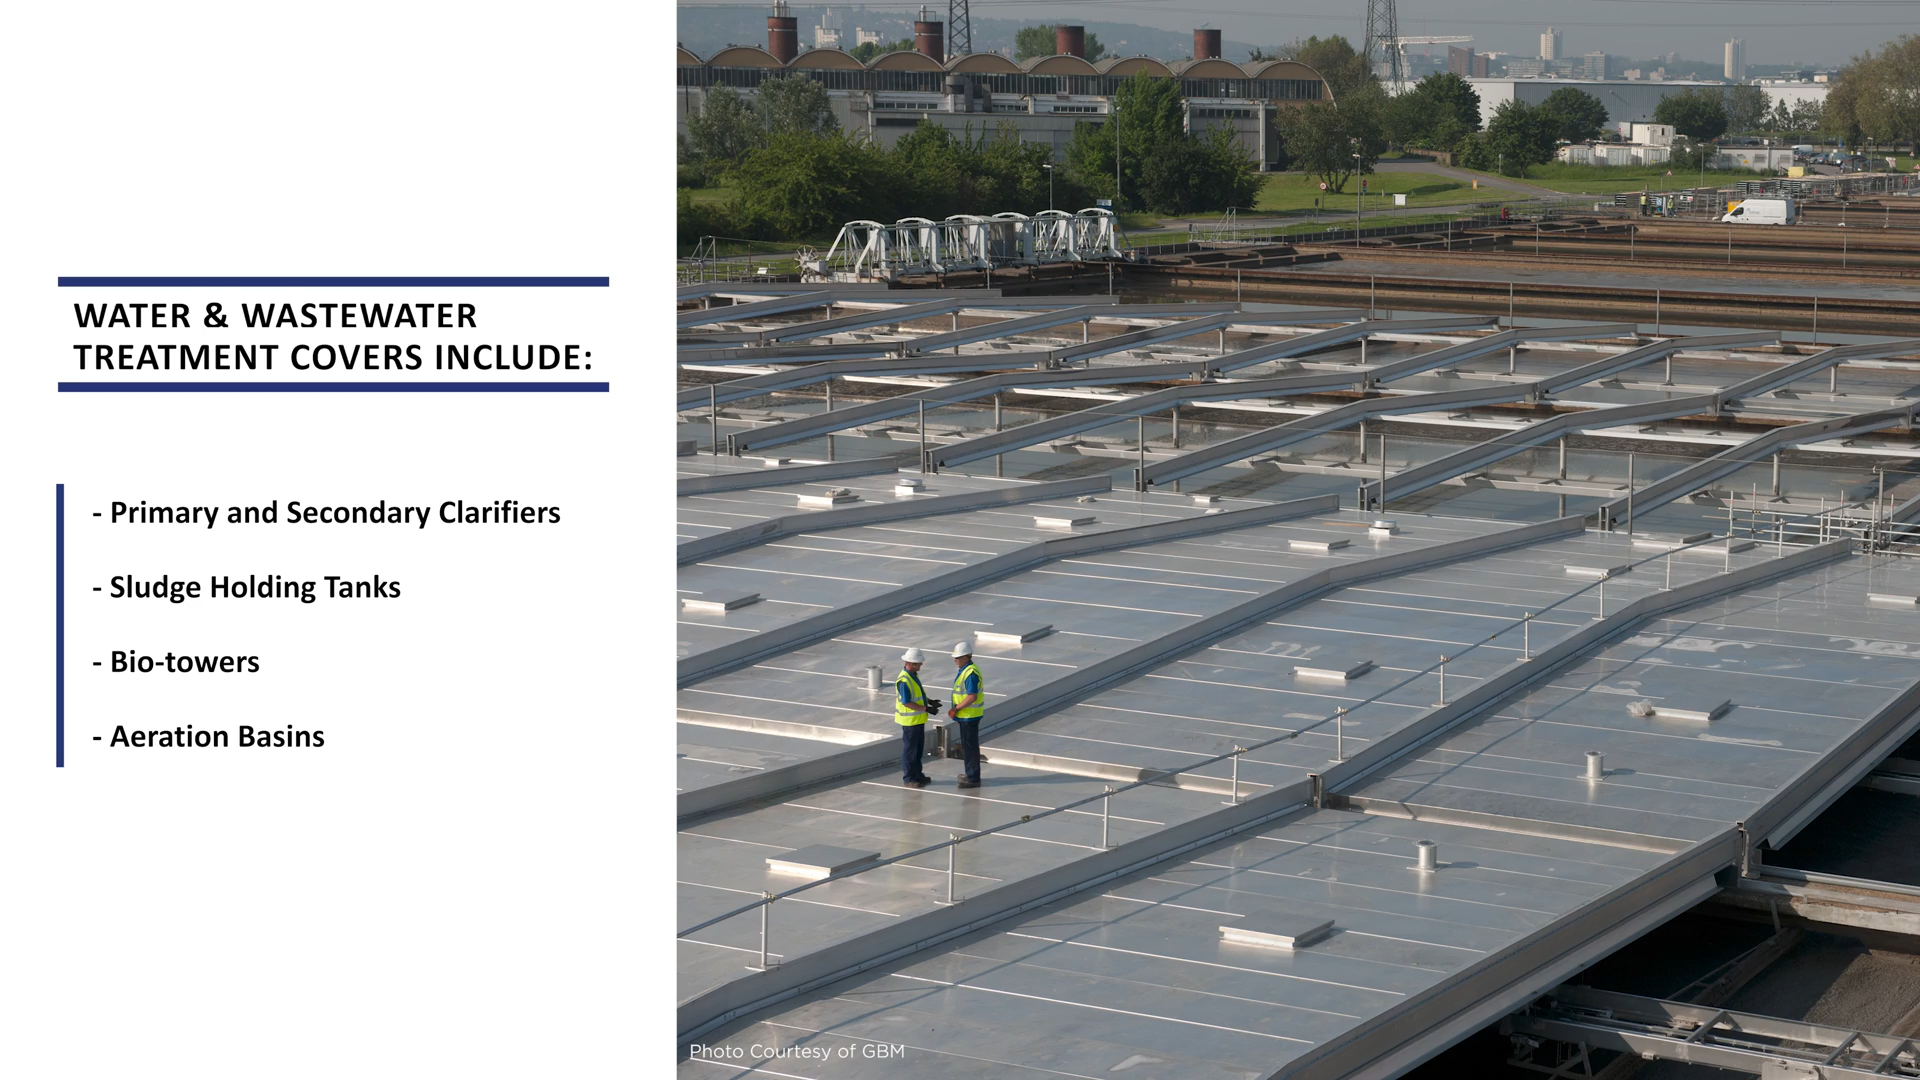 WATER & WASTEWATER
TREATMENT COVERS INCLUDE:
- Primary and Secondary Clarifiers
- Sludge Holding Tanks
- Bio-towers
- Aeration Basins
Photo Courtesy of GBM